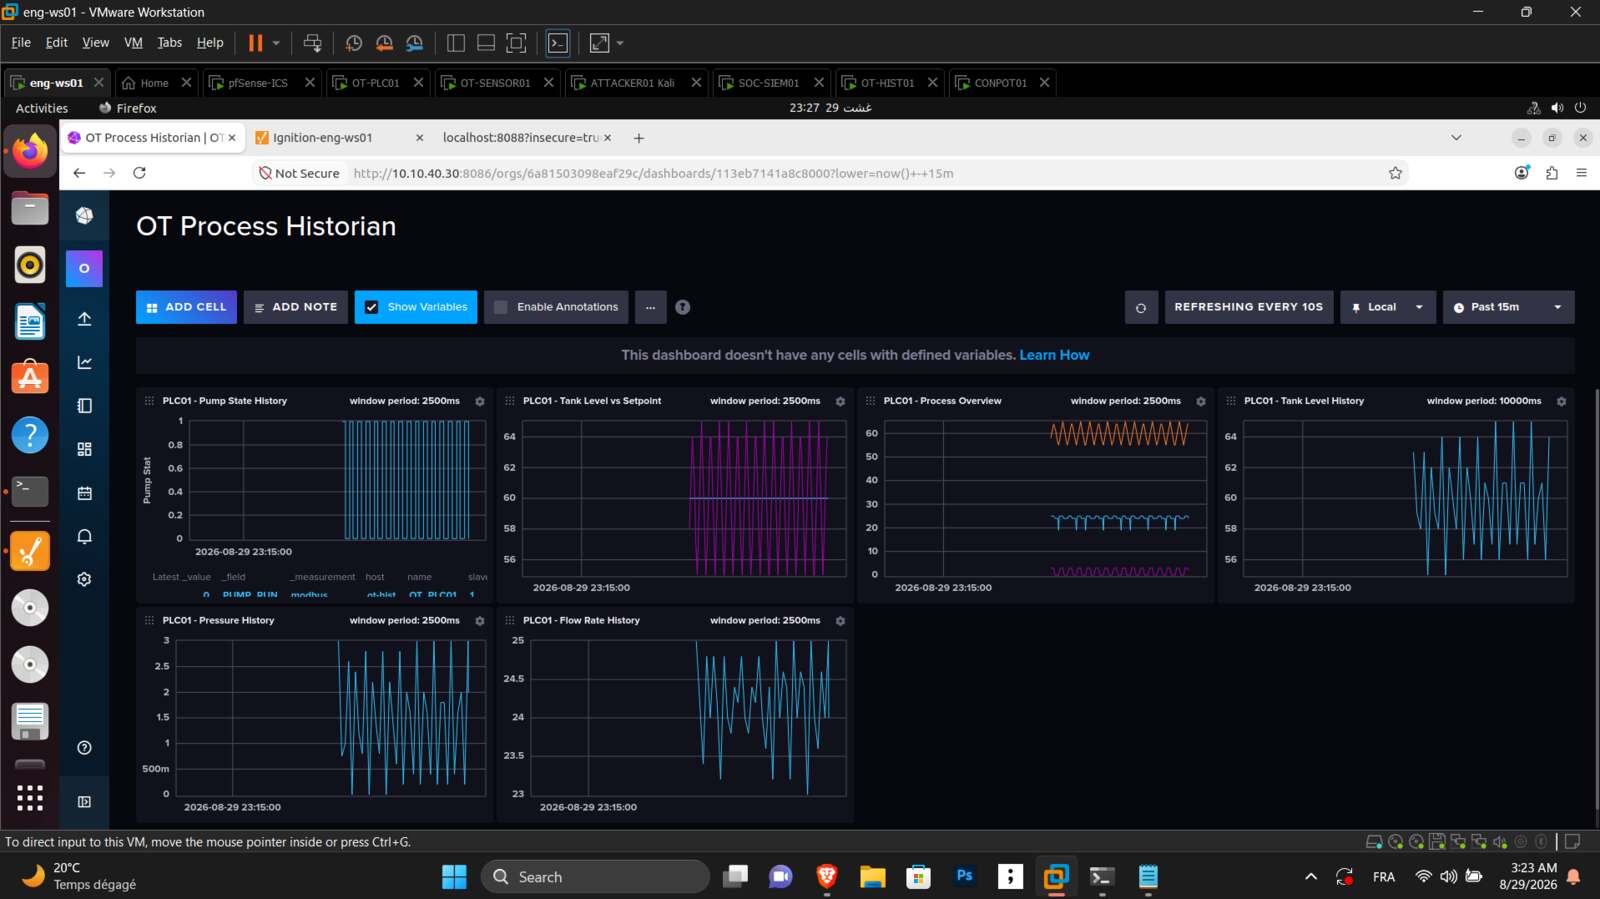 eng-ws01 - VMware Workstation
File Edit View VM Tabs Help
eng-ws01 Home pfSense-ICS OT-PLC01 OT-SENSOR01 ATTACKER01 Kali SOC-SIEM01 OT-HIST01 CONPOT01
Activities Firefox 23:27 29 غشت
OT Process Historian | OT Ignition-eng-ws01 localhost:8088?insecure=tru
Not Secure http://10.10.40.30:8086/orgs/6a81503098eaf29c/dashboards/113eb7141a8c8000?lower=now()+-+15m
OT Process Historian
O
ADD CELL ADD NOTE Show Variables Enable Annotations ... ? REFRESHING EVERY 10S Local Past 15m
This dashboard doesn't have any cells with defined variables. Learn How
PLC01 - Pump State History window period: 2500ms
1
0.8
0.6
0.4
0.2
0
Pump Stat
2026-08-29 23:15:00
Latest _value _field _measurement host name slav
0 PUMP_RUN modbus ot-hist OT_PLC01 1
PLC01 - Tank Level vs Setpoint window period: 2500ms
64
62
60
58
56
2026-08-29 23:15:00
PLC01 - Process Overview window period: 2500ms
60
50
40
30
20
10
0
2026-08-29 23:15:00
PLC01 - Tank Level History window period: 10000ms
64
62
60
58
56
2026-08-29 23:15:00
PLC01 - Pressure History window period: 2500ms
3
2.5
2
1.5
1
500m
0
2026-08-29 23:15:00
PLC01 - Flow Rate History window period: 2500ms
25
24.5
24
23.5
23
2026-08-29 23:15:00
To direct input to this VM, move the mouse pointer inside or press Ctrl+G.
20°C
Temps dégagé
Search
Ps
FRA
3:23 AM
8/29/2026